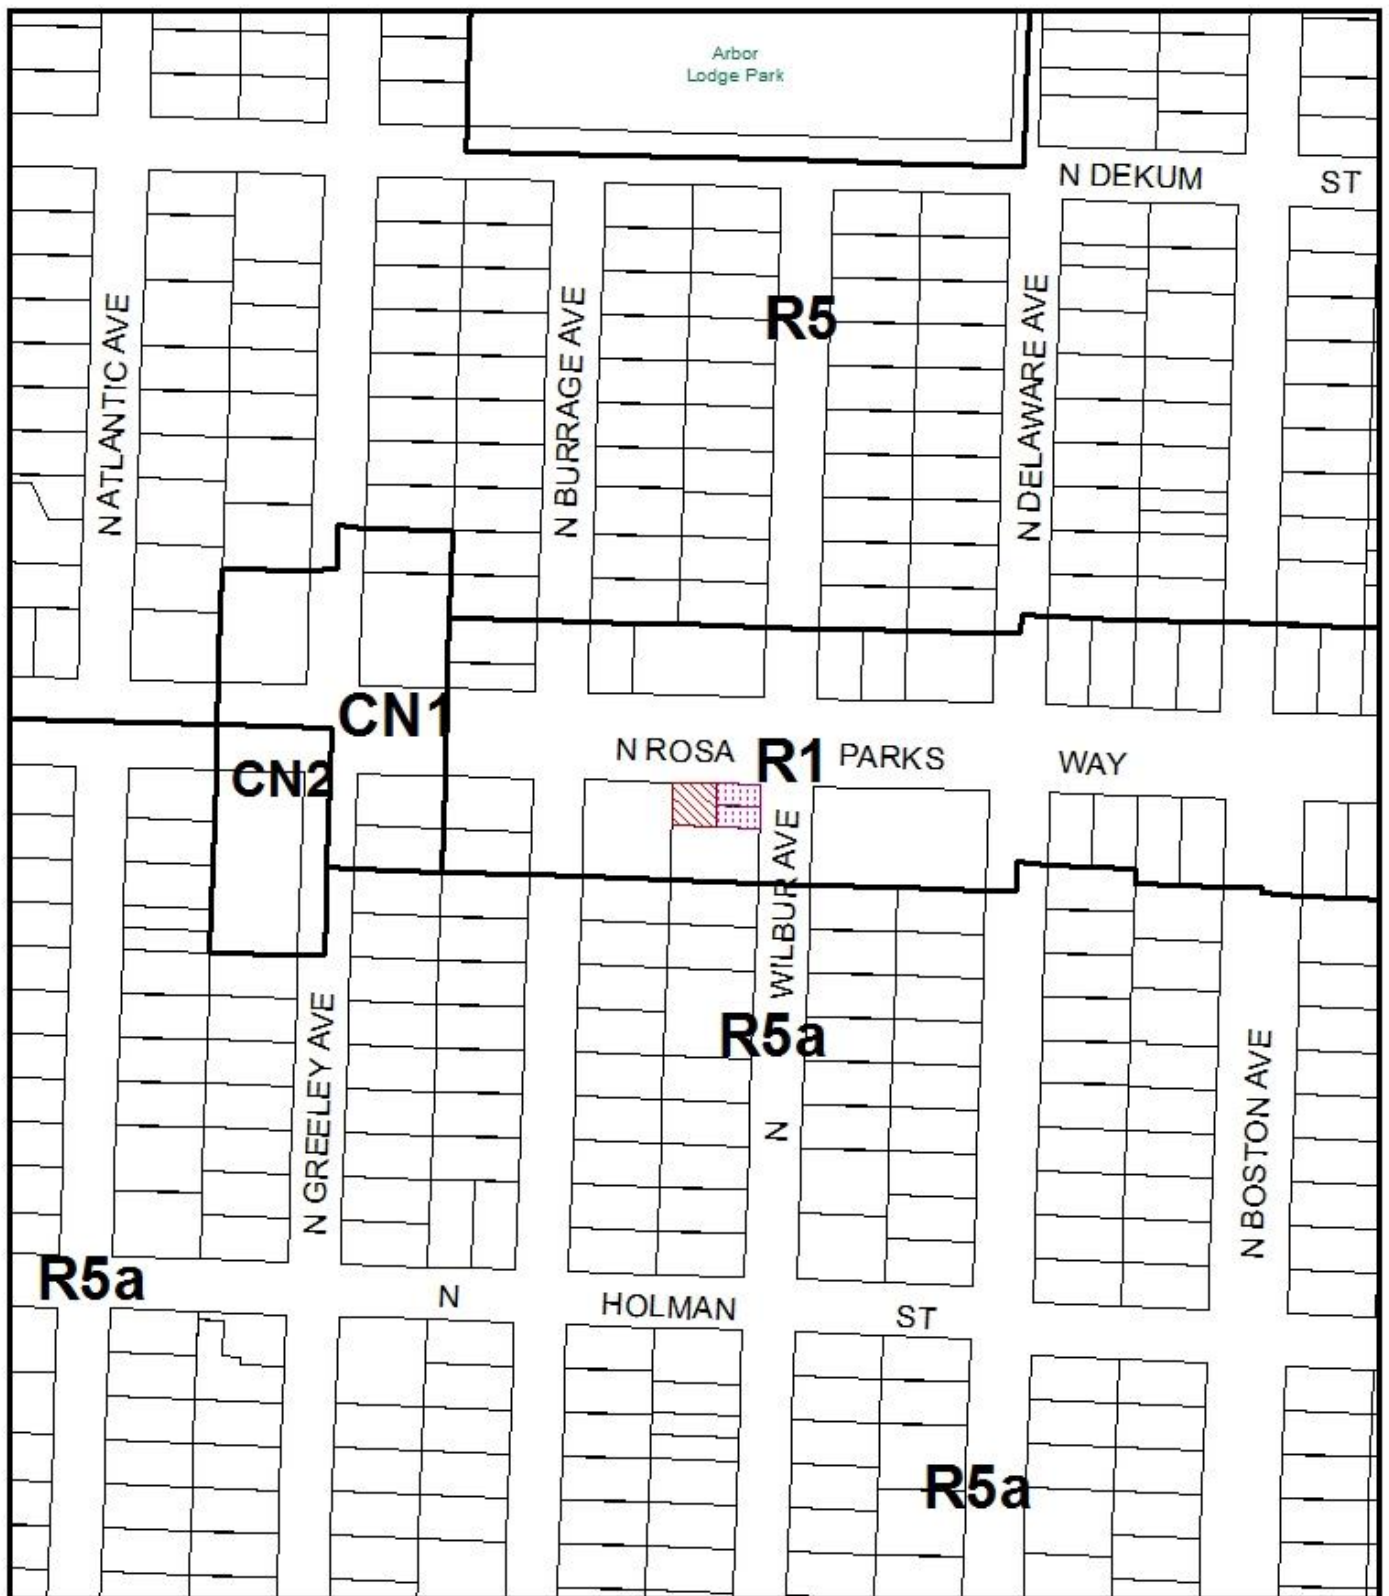 Arbor
Lodge Park
N DEKUM ST
N ATLANTIC AVE
N BURRAGE AVE
R5
N DELAWARE AVE
CN1
CN2
N ROSA
R1
PARKS
WAY
N WILBUR AVE
R5a
N GREELEY AVE
N BOSTON AVE
R5a
N HOLMAN ST
R5a